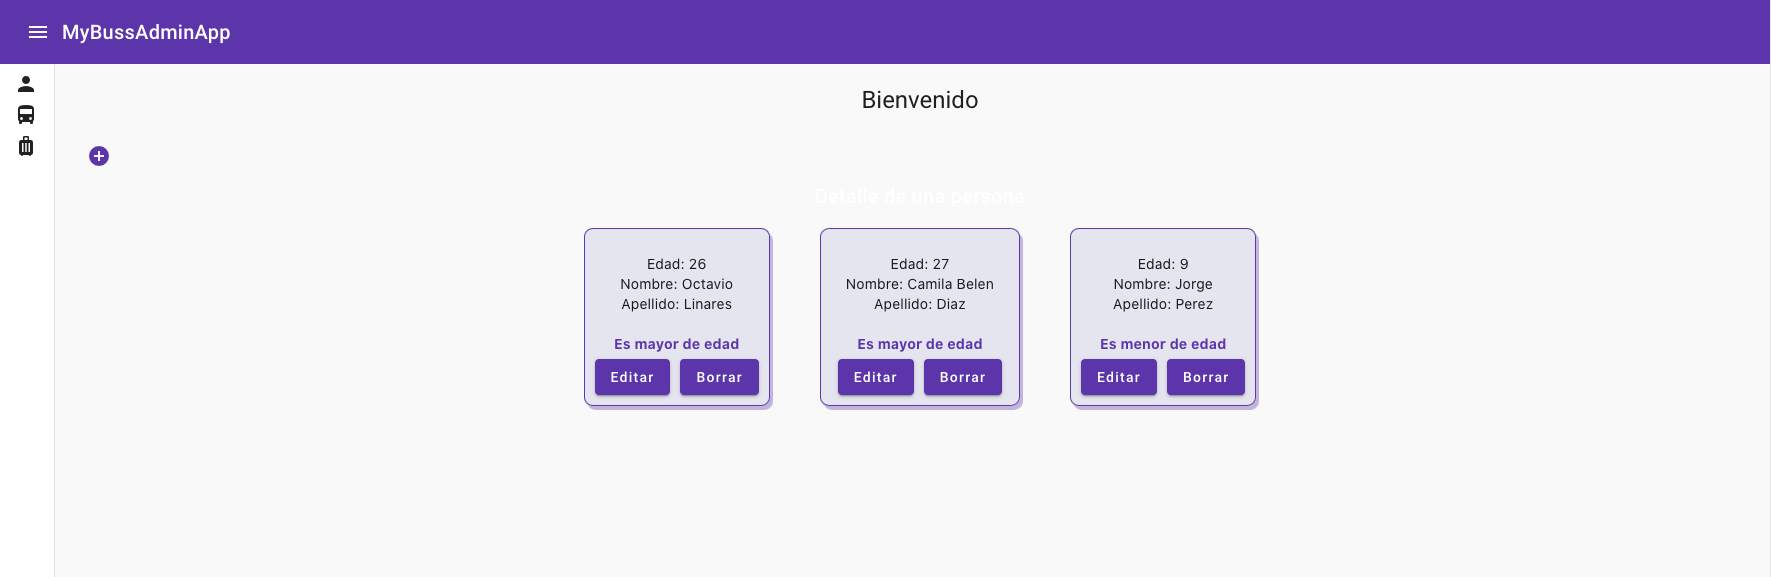 MyBussAdminApp
Bienvenido
Detalle de una persona
Edad: 26
Nombre: Octavio
Apellido: Linares
Es mayor de edad
Editar Borrar
Edad: 27
Nombre: Camila Belen
Apellido: Diaz
Es mayor de edad
Editar Borrar
Edad: 9
Nombre: Jorge
Apellido: Perez
Es menor de edad
Editar Borrar